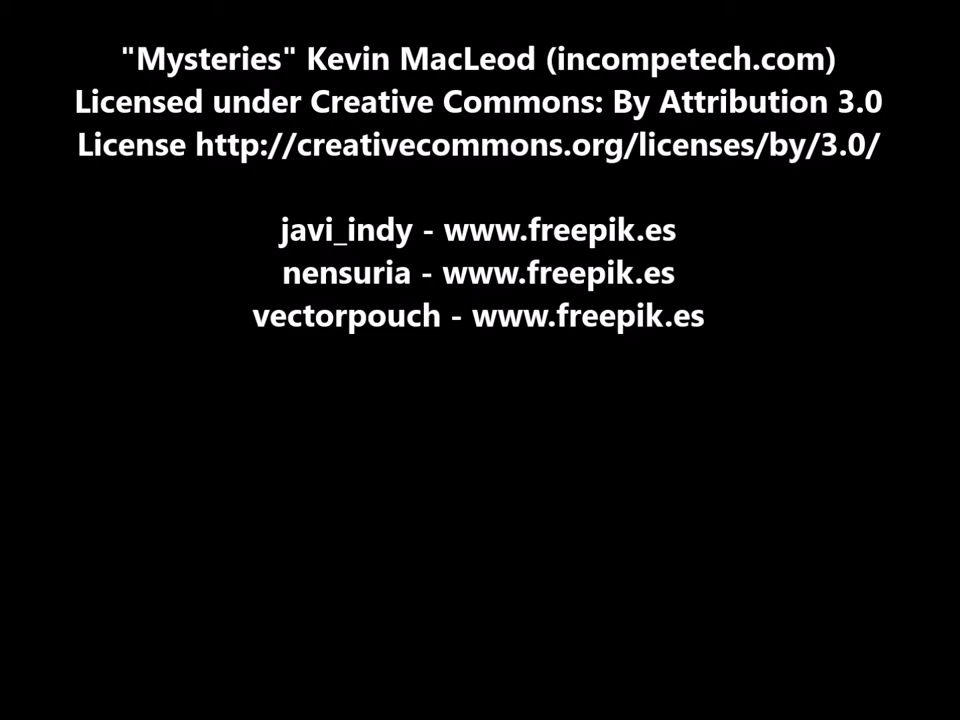 "Mysteries" Kevin MacLeod (incompetech.com)
Licensed under Creative Commons: By Attribution 3.0
License http://creativecommons.org/licenses/by/3.0/
javi_indy - www.freepik.es
nensuria - www.freepik.es
vectorpouch - www.freepik.es